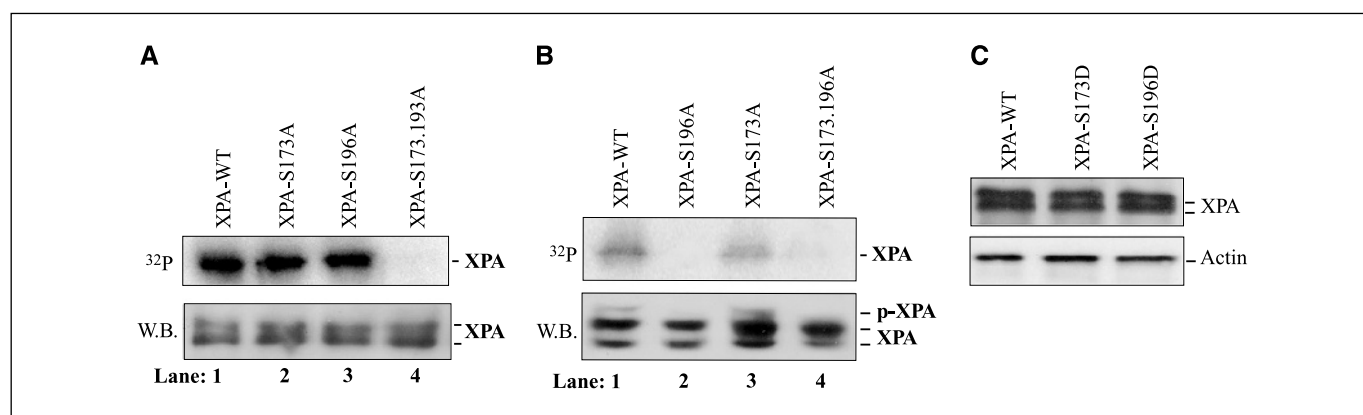 A
XPA-WT
XPA-S173A
XPA-S196A
XPA-S173.193A
32P
- XPA
W.B.
XPA
Lane: 1 2 3 4
B
XPA-WT
XPA-S196A
XPA-S173A
XPA-S173.196A
32P
- XPA
W.B.
p-XPA
XPA
1 2 3 4
C
XPA-WT
XPA-S173D
XPA-S196D
XPA
Actin